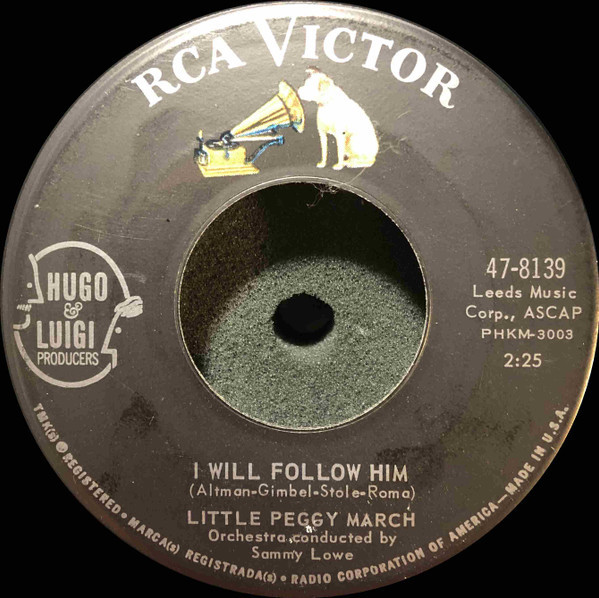 RCA VICTOR
HUGO
&
LUIGI
PRODUCERS
47-8139
Leeds Music
Corp., ASCAP
PHKM-3003
2:25
I WILL FOLLOW HIM
(Altman-Gimbel-Stole-Roma)
LITTLE PEGGY MARCH
Orchestra conducted by
Sammy Lowe
TMK(s) ® REGISTERED • MARCA(s) REGISTRADA(s) • RADIO CORPORATION OF AMERICA—MADE IN U.S.A.